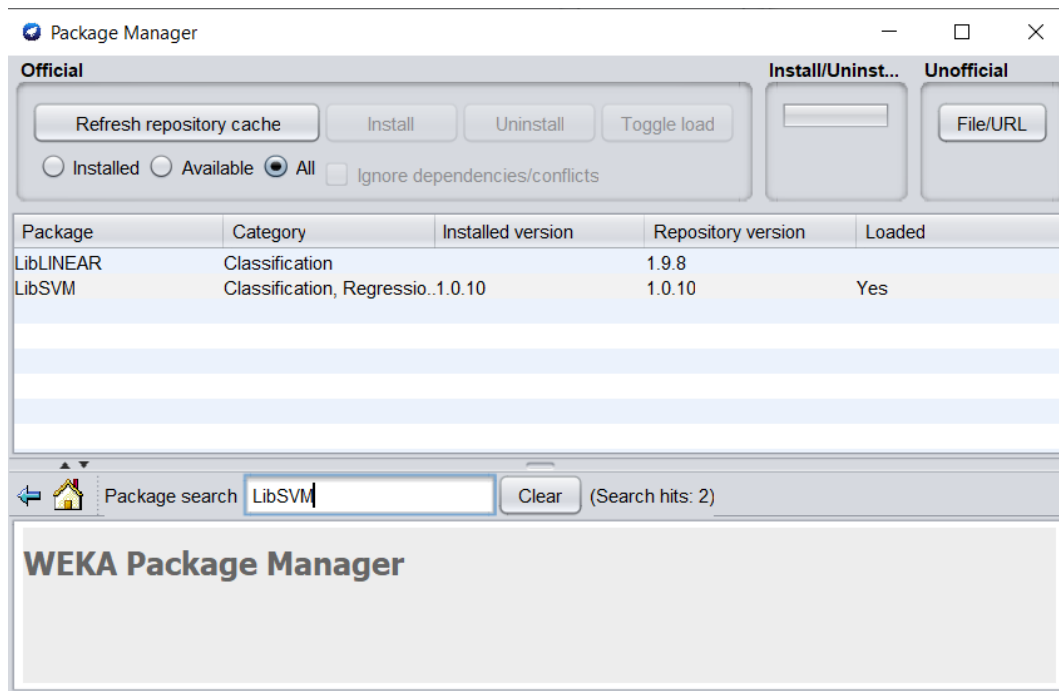 Package Manager
Official Install/Uninst... Unofficial
Refresh repository cache Install Uninstall Toggle load File/URL
Installed Available All Ignore dependencies/conflicts
Package Category Installed version Repository version Loaded
LibLINEAR Classification 1.9.8
LibSVM Classification, Regressio..1.0.10 1.0.10 Yes
Package search LibSVM Clear (Search hits: 2)
WEKA Package Manager